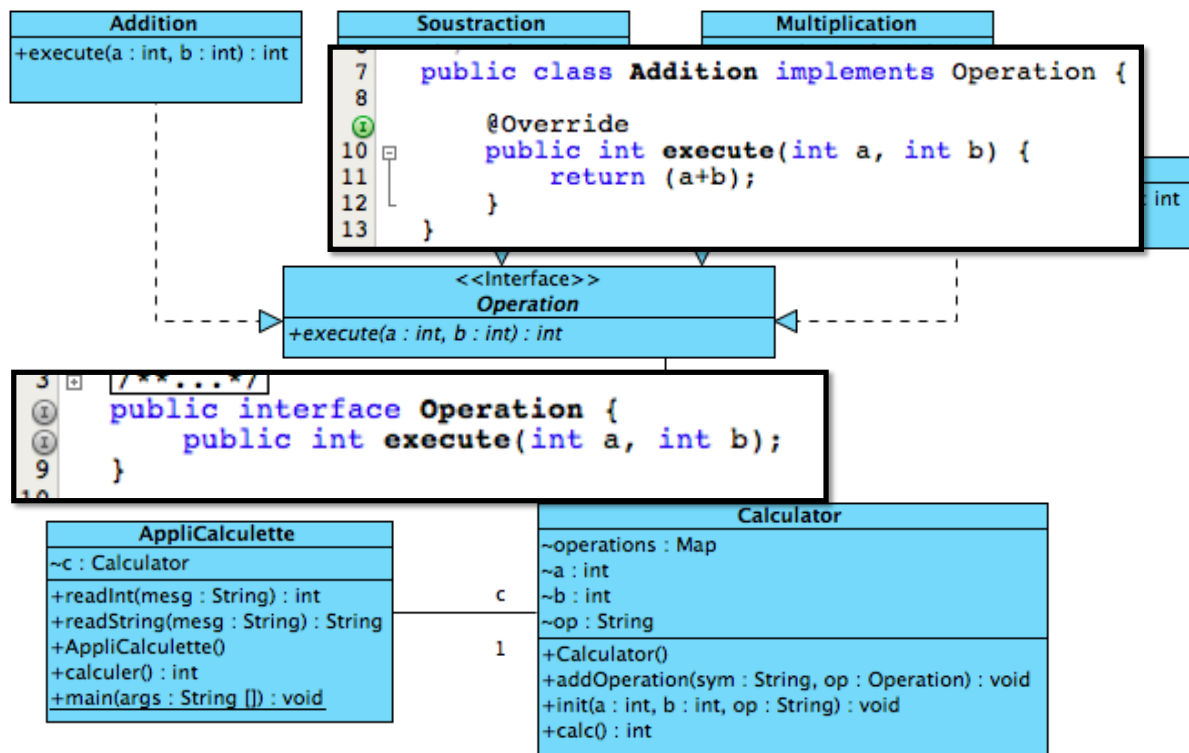 Addition
+execute(a : int, b : int) : int
Soustraction
Multiplication
7 public class Addition implements Operation {
8
@Override
10 public int execute(int a, int b) {
11 return (a+b);
12 }
13 }
int
<<Interface>>
Operation
+execute(a : int, b : int) : int
3 /**...*/
public interface Operation {
public int execute(int a, int b);
9 }
10
AppliCalculette
~c : Calculator
+readInt(mesg : String) : int
+readString(mesg : String) : String
+AppliCalculette()
+calculer() : int
+main(args : String []) : void
c
1
Calculator
~operations : Map
~a : int
~b : int
~op : String
+Calculator()
+addOperation(sym : String, op : Operation) : void
+init(a : int, b : int, op : String) : void
+calc() : int